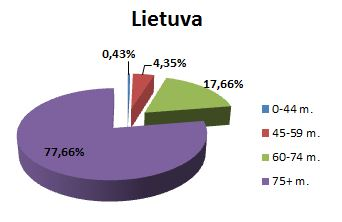 Lietuva
0,43%
4,35%
17,66%
77,66%
0-44 m.
45-59 m.
60-74 m.
75+ m.